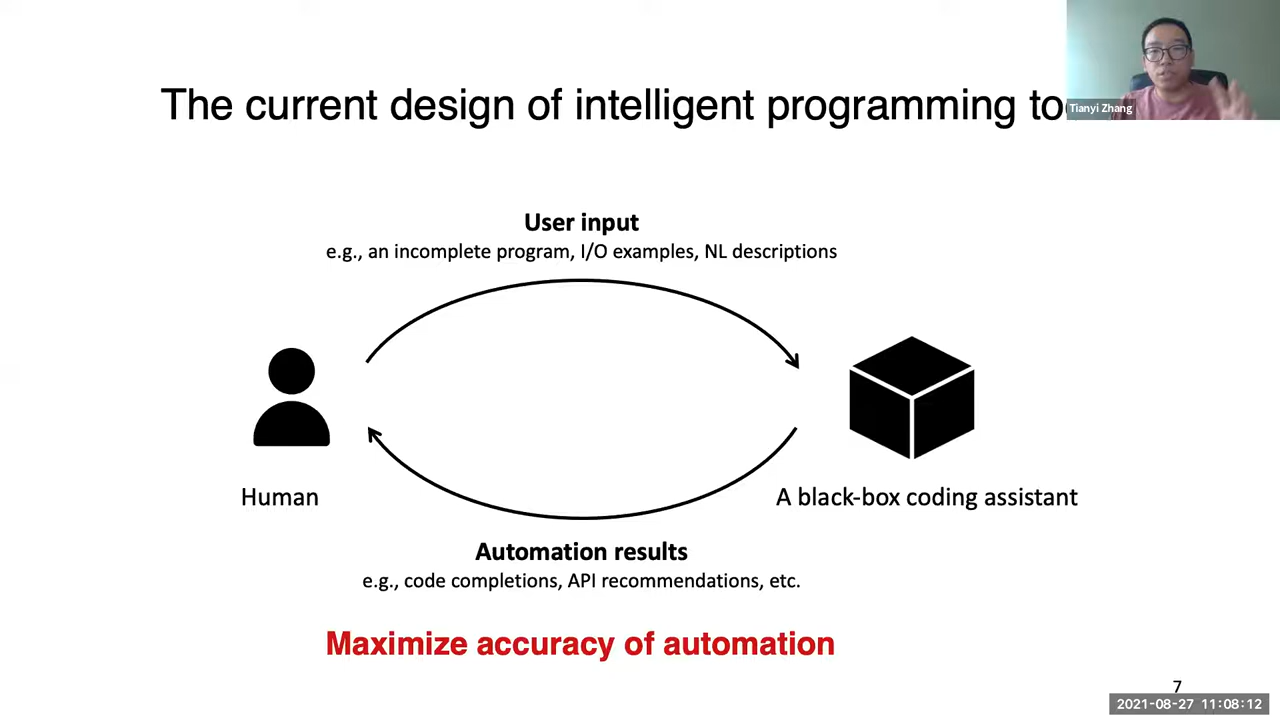 The current design of intelligent programming
Tianyi Zhang
User input
e.g., an incomplete program, I/O examples, NL descriptions
Human
A black-box coding assistant
Automation results
e.g., code completions, API recommendations, etc.
Maximize accuracy of automation
7
2021-08-27 11:08:12